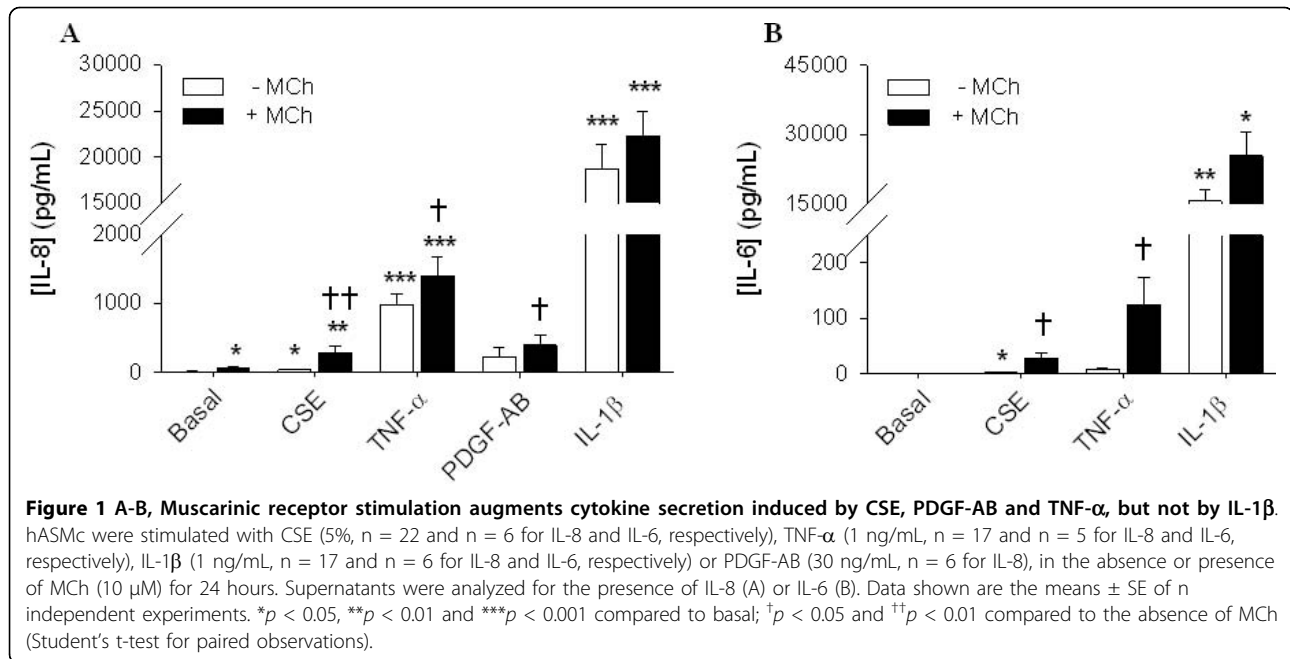 A
B
30000
25000
20000
15000
2000
1000
0
[IL-8] (pg/mL)
- MCh
+ MCh
*
*
††
**
***
†
***
†
***
***
Basal
CSE
TNF-α
PDGF-AB
IL-1β
45000
30000
15000
200
100
0
[IL-6] (pg/mL)
- MCh
+ MCh
*
†
†
**
*
Basal
CSE
TNF-α
IL-1β
Figure 1 A-B, Muscarinic receptor stimulation augments cytokine secretion induced by CSE, PDGF-AB and TNF-α, but not by IL-1β.
hASMc were stimulated with CSE (5%, n = 22 and n = 6 for IL-8 and IL-6, respectively), TNF-α (1 ng/mL, n = 17 and n = 5 for IL-8 and IL-6,
respectively), IL-1β (1 ng/mL, n = 17 and n = 6 for IL-8 and IL-6, respectively) or PDGF-AB (30 ng/mL, n = 6 for IL-8), in the absence or presence
of MCh (10 μM) for 24 hours. Supernatants were analyzed for the presence of IL-8 (A) or IL-6 (B). Data shown are the means ± SE of n
independent experiments. *p < 0.05, **p < 0.01 and ***p < 0.001 compared to basal; †p < 0.05 and ††p < 0.01 compared to the absence of MCh
(Student's t-test for paired observations).